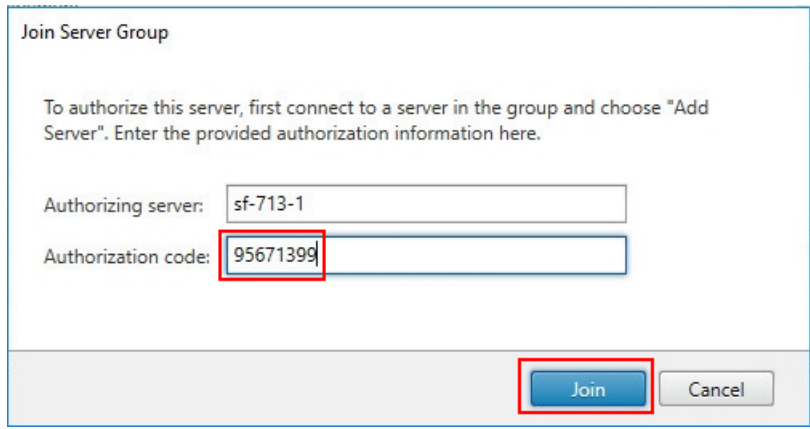 Join Server Group
To authorize this server, first connect to a server in the group and choose "Add
Server". Enter the provided authorization information here.
Authorizing server: sf-713-1
Authorization code: 95671399
Join Cancel